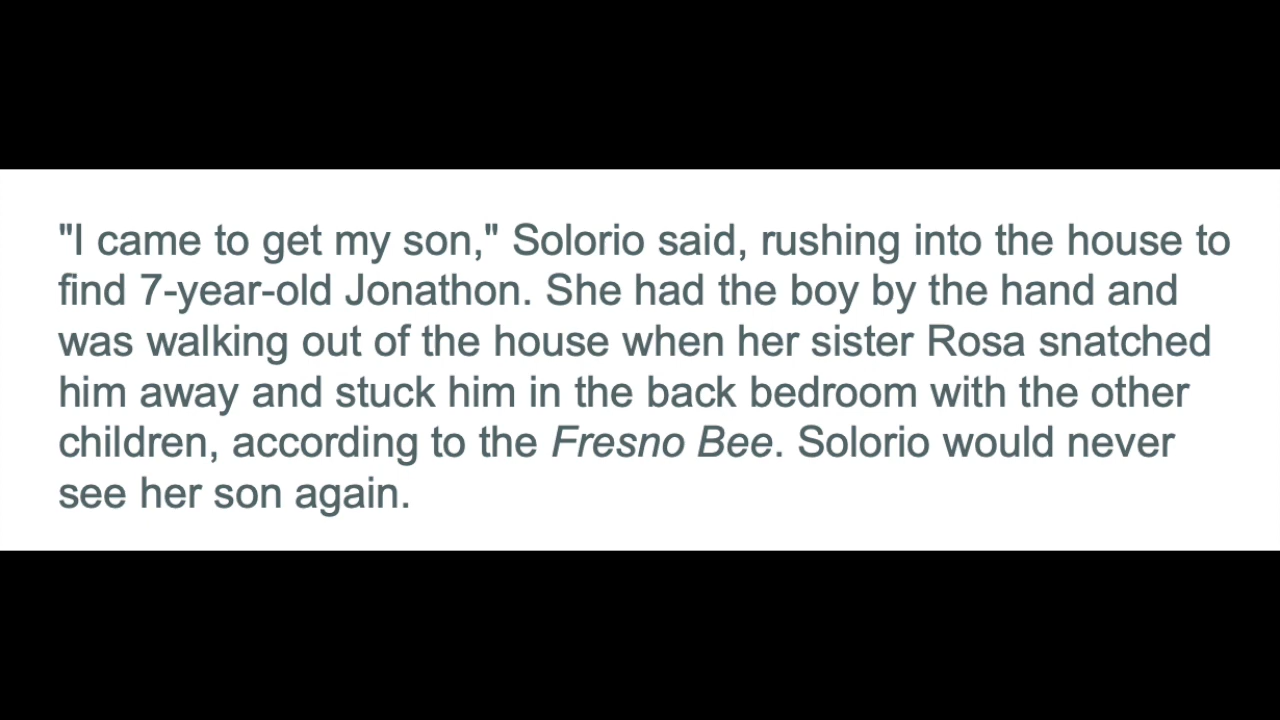 "I came to get my son," Solorio said, rushing into the house to
find 7-year-old Jonathon. She had the boy by the hand and
was walking out of the house when her sister Rosa snatched
him away and stuck him in the back bedroom with the other
children, according to the Fresno Bee. Solorio would never
see her son again.